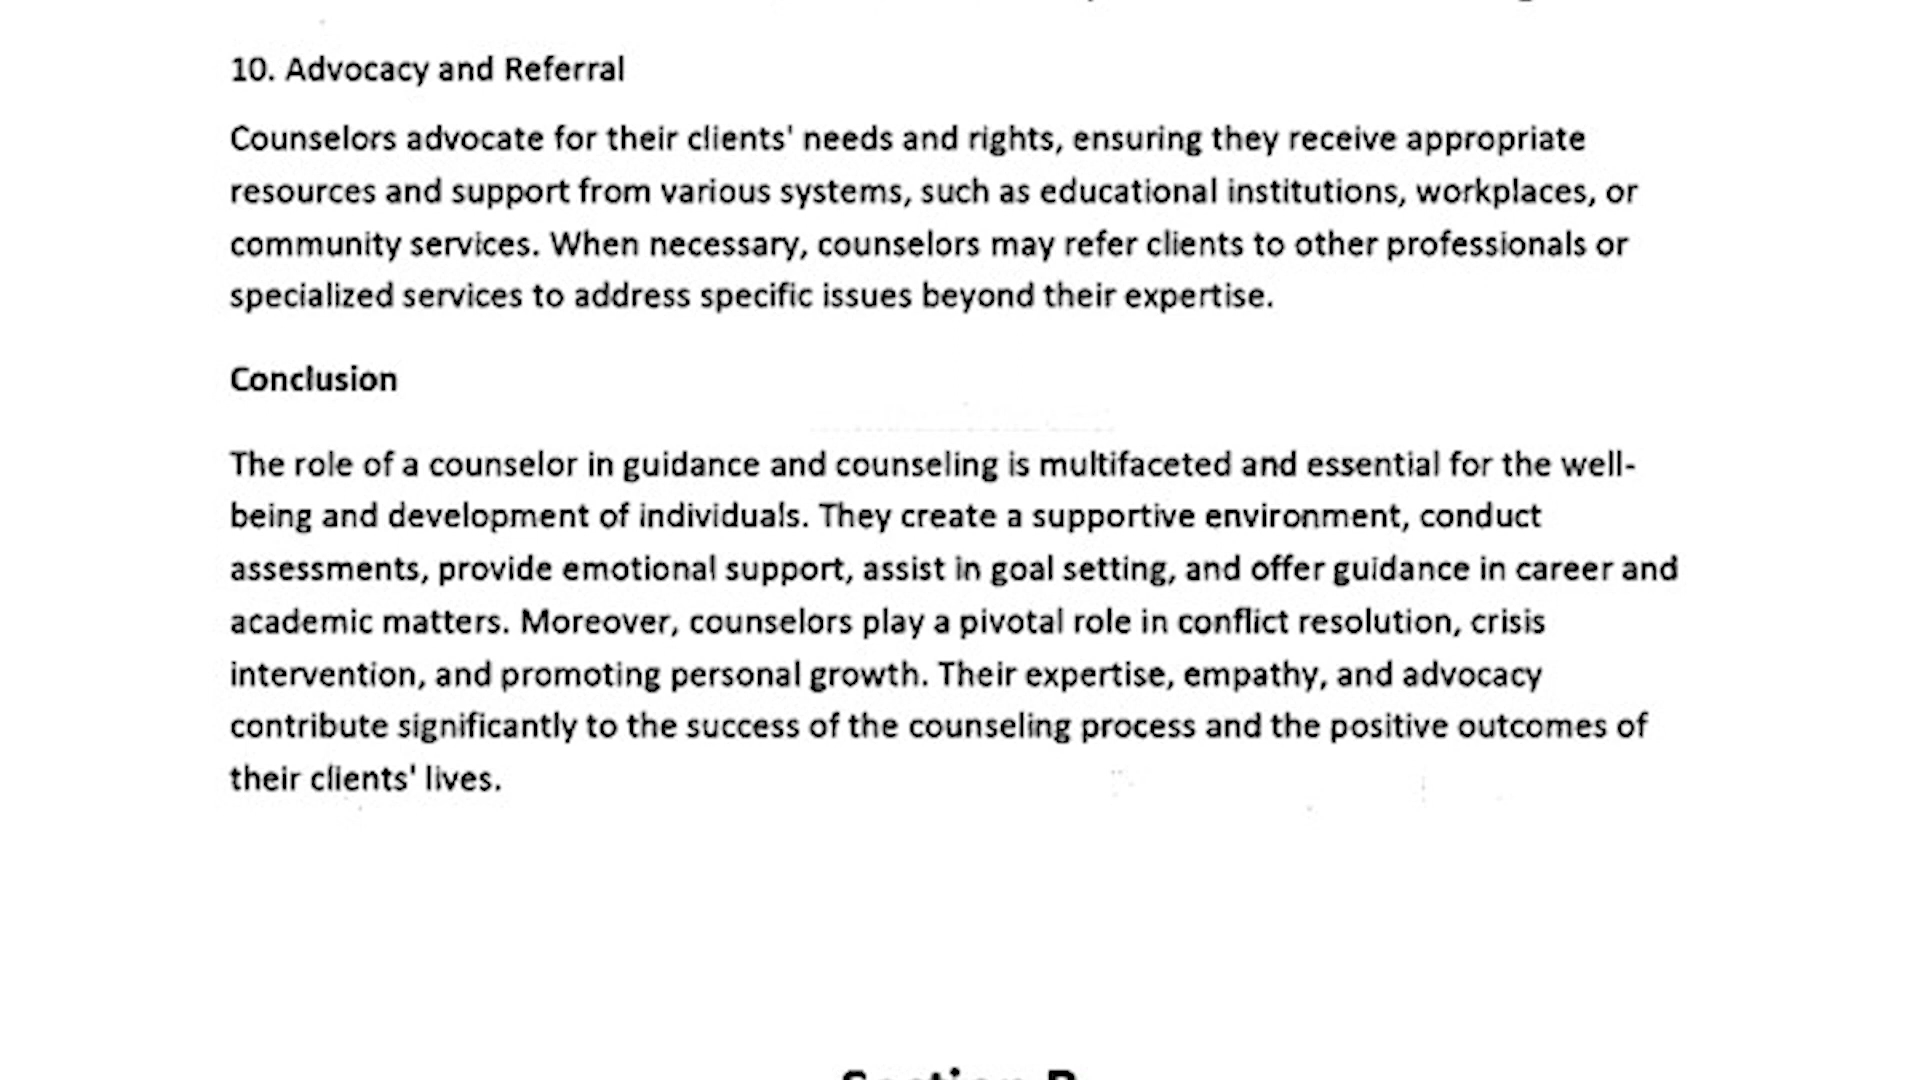 10. Advocacy and Referral
Counselors advocate for their clients' needs and rights, ensuring they receive appropriate
resources and support from various systems, such as educational institutions, workplaces, or
community services. When necessary, counselors may refer clients to other professionals or
specialized services to address specific issues beyond their expertise.
Conclusion
The role of a counselor in guidance and counseling is multifaceted and essential for the well-
being and development of individuals. They create a supportive environment, conduct
assessments, provide emotional support, assist in goal setting, and offer guidance in career and
academic matters. Moreover, counselors play a pivotal role in conflict resolution, crisis
intervention, and promoting personal growth. Their expertise, empathy, and advocacy
contribute significantly to the success of the counseling process and the positive outcomes of
their clients' lives.